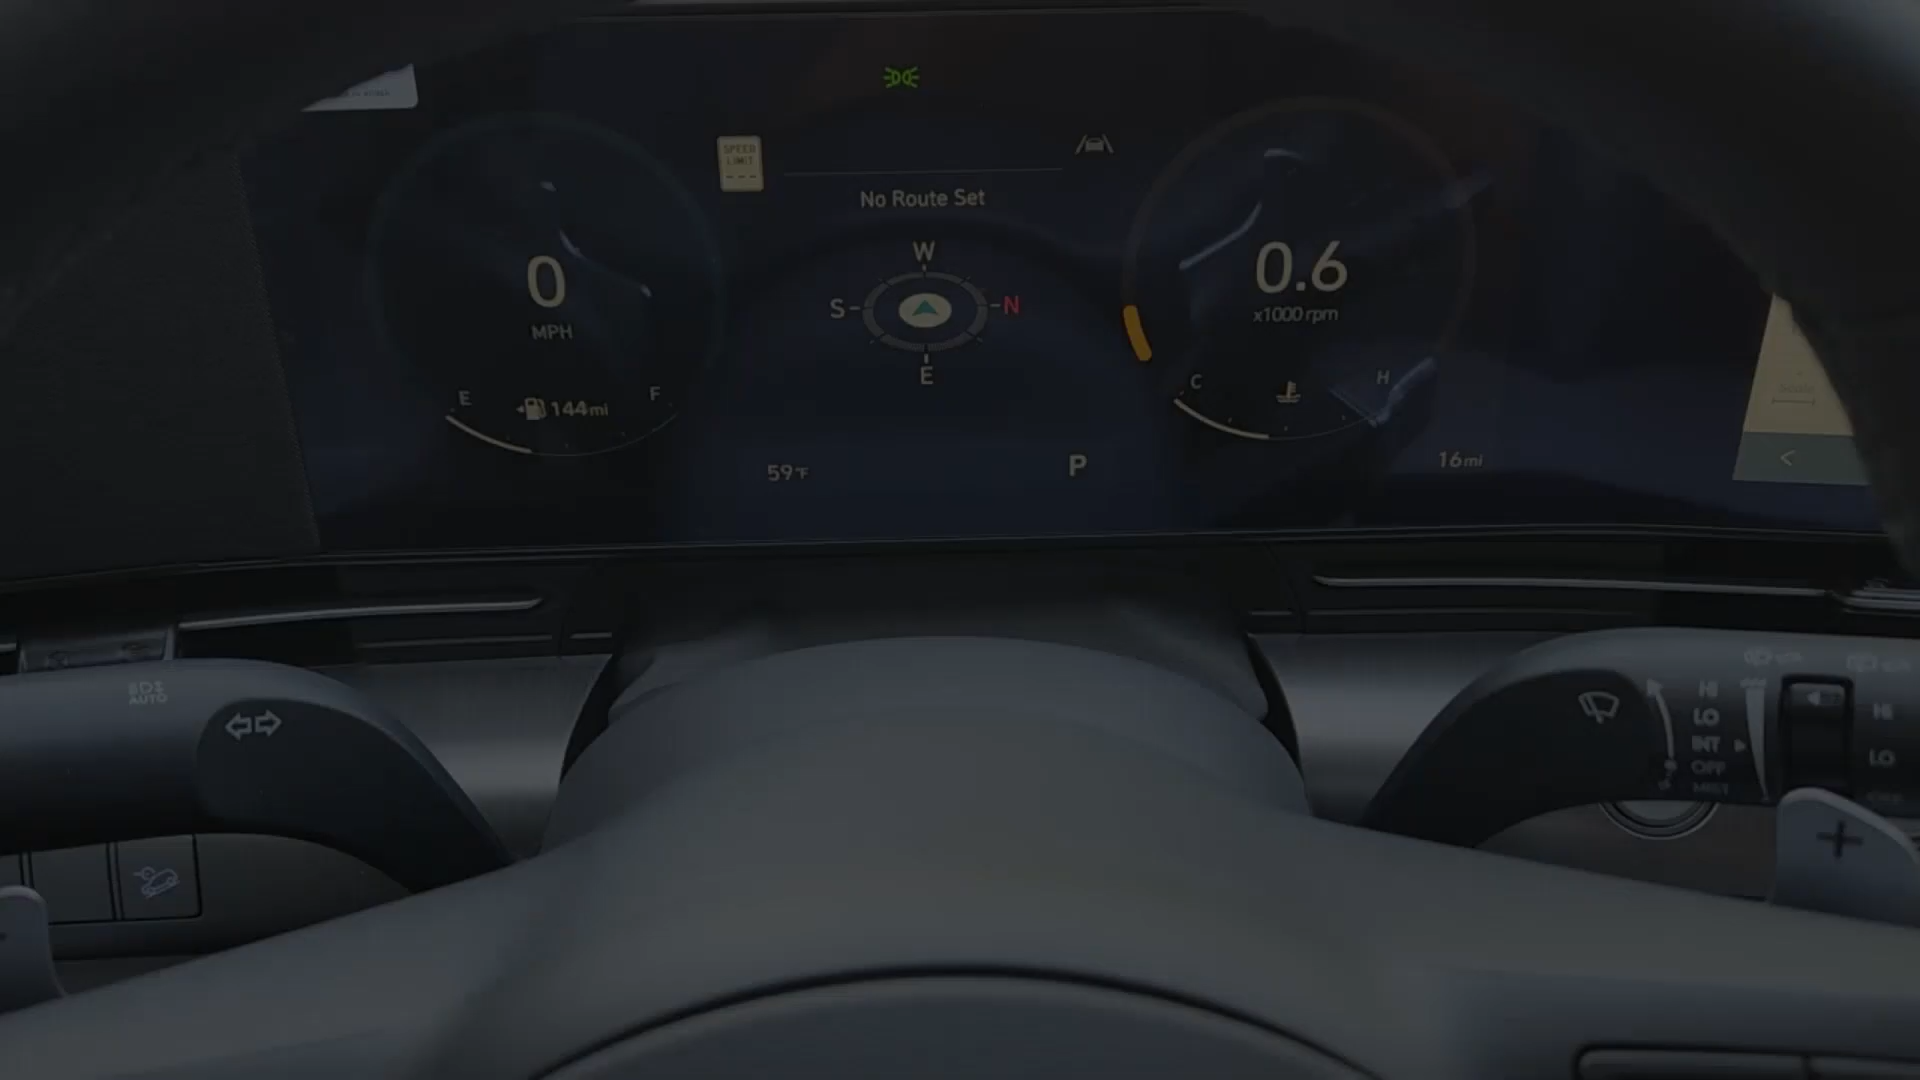 SPEED
LIMIT
---
No Route Set
W
S
N
E
0
MPH
E
F
144mi
0.6
x1000 rpm
C
H
59°F
P
16mi
Scale
<
AUTO
HI
LO
INT
OFF
MIST
HI
LO
+